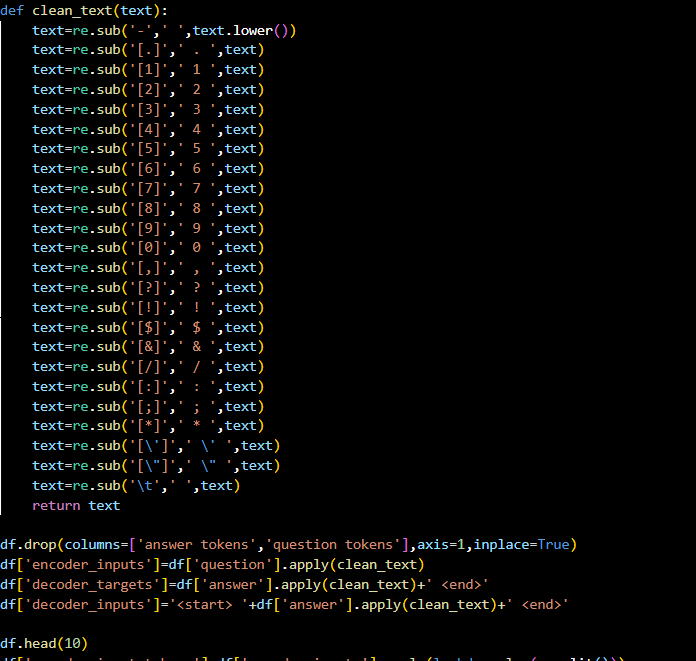 def clean_text(text):
    text=re.sub('-',' ',text.lower())
    text=re.sub('[.]',' . ',text)
    text=re.sub('[1]',' 1 ',text)
    text=re.sub('[2]',' 2 ',text)
    text=re.sub('[3]',' 3 ',text)
    text=re.sub('[4]',' 4 ',text)
    text=re.sub('[5]',' 5 ',text)
    text=re.sub('[6]',' 6 ',text)
    text=re.sub('[7]',' 7 ',text)
    text=re.sub('[8]',' 8 ',text)
    text=re.sub('[9]',' 9 ',text)
    text=re.sub('[0]',' 0 ',text)
    text=re.sub('[,]',' , ',text)
    text=re.sub('[?]',' ? ',text)
    text=re.sub('[!]',' ! ',text)
    text=re.sub('[$]',' $ ',text)
    text=re.sub('[&]',' & ',text)
    text=re.sub('[/]',' / ',text)
    text=re.sub('[:]',' : ',text)
    text=re.sub('[;]',' ; ',text)
    text=re.sub('[*]',' * ',text)
    text=re.sub('[\']',' \' ',text)
    text=re.sub('[\"]',' \" ',text)
    text=re.sub('\t',' ',text)
    return text
df.drop(columns=['answer tokens','question tokens'],axis=1,inplace=True)
df['encoder_inputs']=df['question'].apply(clean_text)
df['decoder_targets']=df['answer'].apply(clean_text)+' <end>'
df['decoder_inputs']='<start> '+df['answer'].apply(clean_text)+' <end>'
df.head(10)